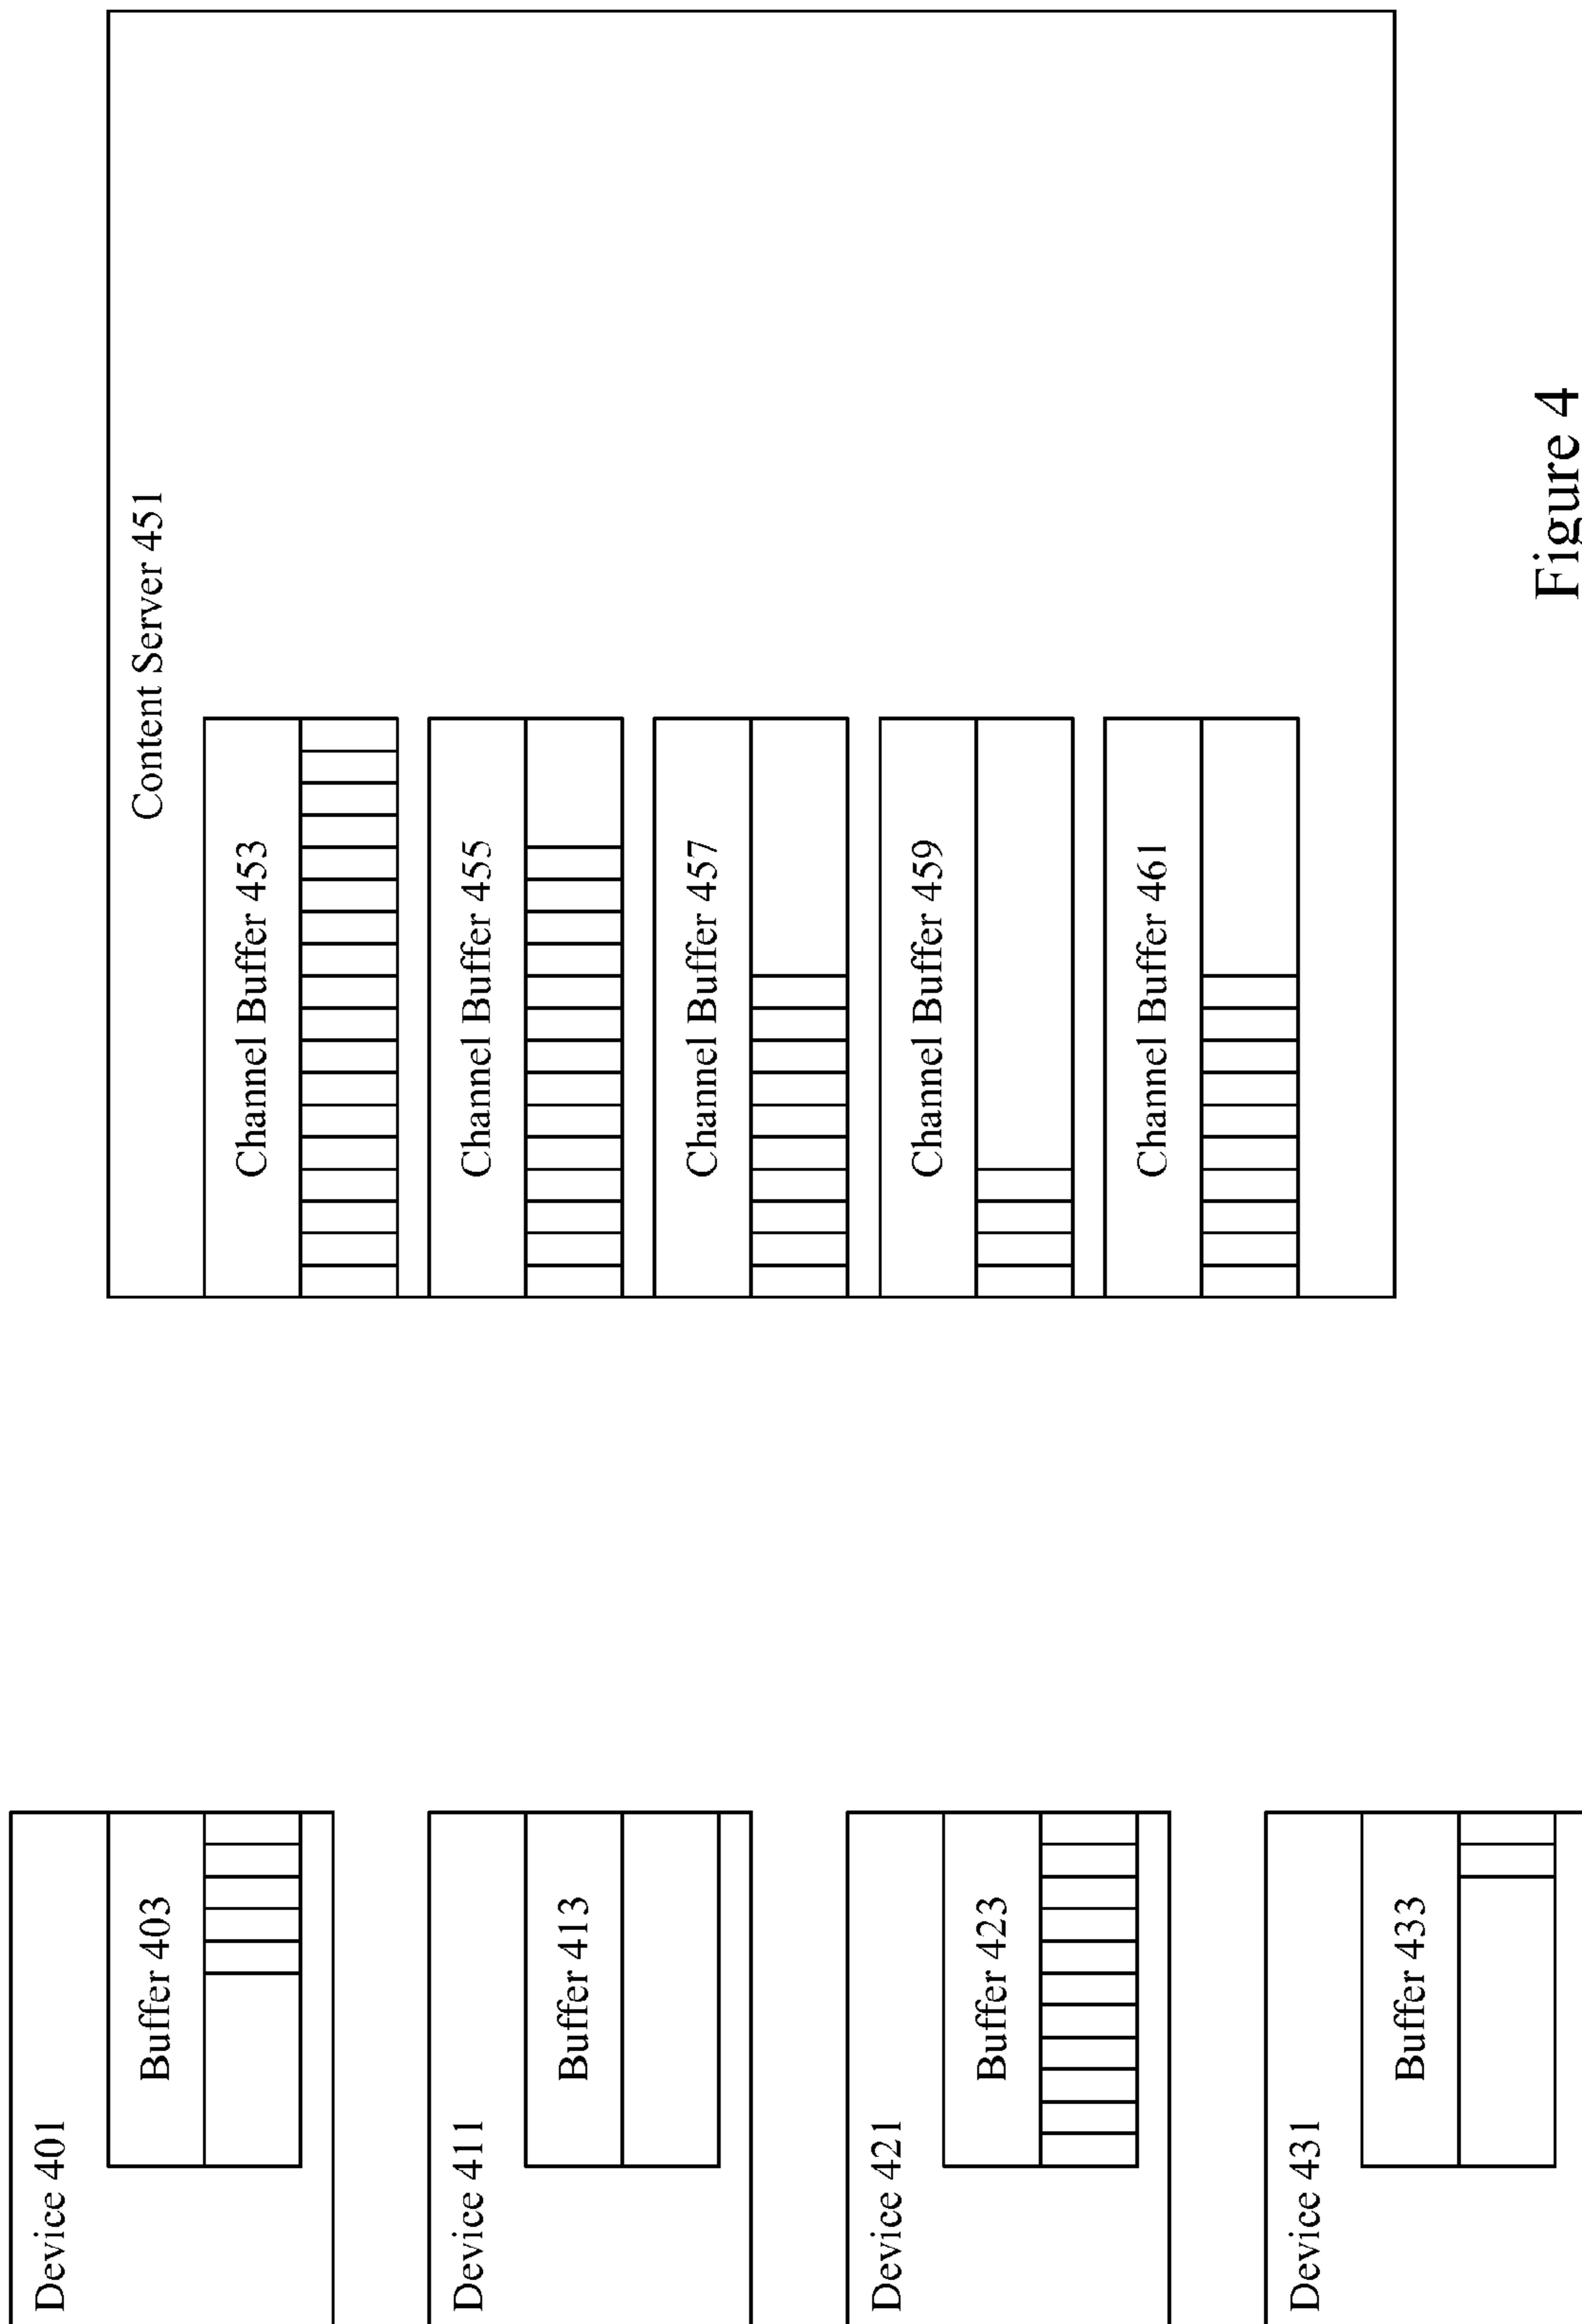 Device 401
Buffer 403
Device 411
Buffer 413
Device 421
Buffer 423
Device 431
Buffer 433
Content Server 451
Channel Buffer 453
Channel Buffer 455
Channel Buffer 457
Channel Buffer 459
Channel Buffer 461
Figure 4